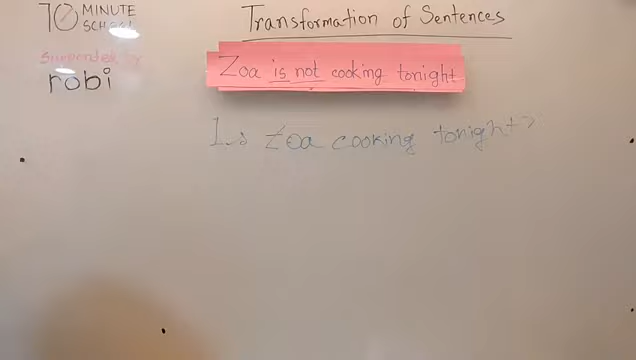 10 MINUTE
SCHOOL
Transformation of Sentences
robi
Zoa is not cooking tonight.
Is Zoa cooking tonight?